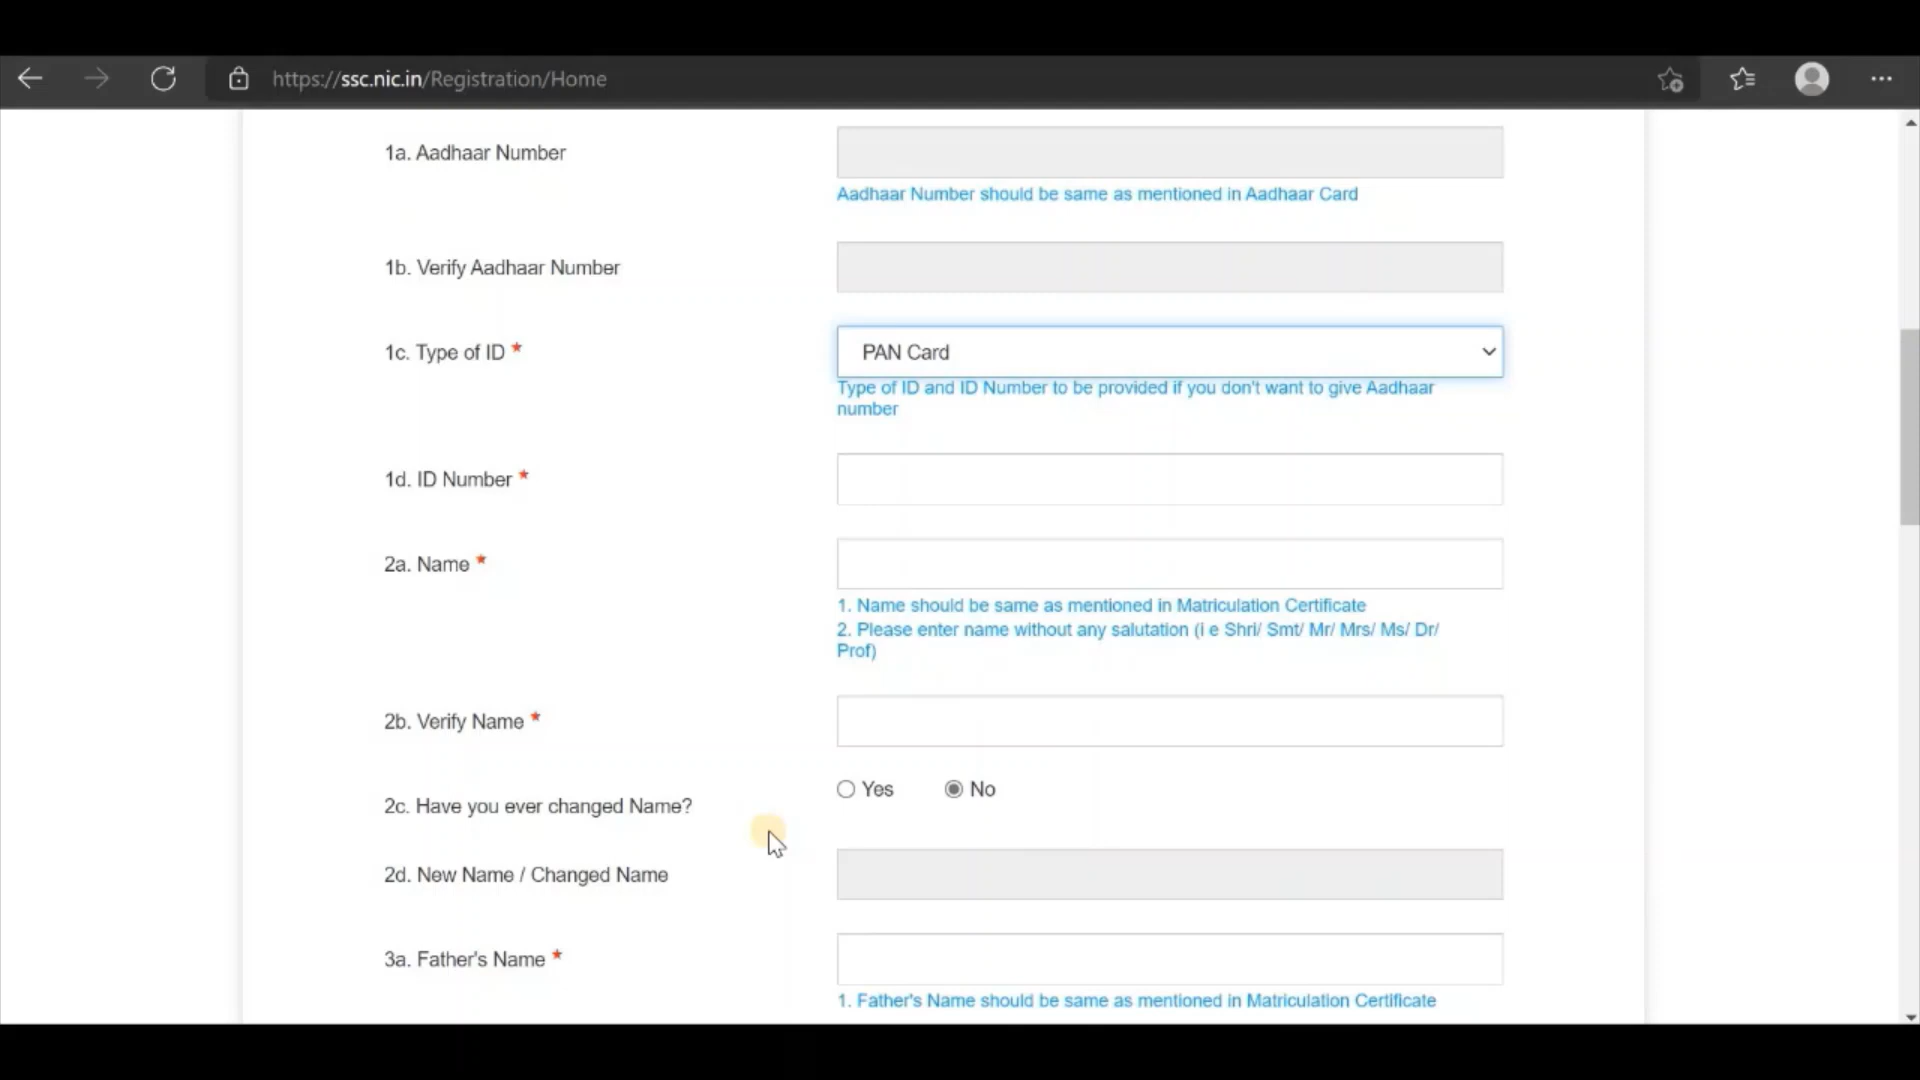 https://ssc.nic.in/Registration/Home
1a. Aadhaar Number
Aadhaar Number should be same as mentioned in Aadhaar Card
1b. Verify Aadhaar Number
1c. Type of ID *
PAN Card
Type of ID and ID Number to be provided if you don't want to give Aadhaar
number
1d. ID Number *
2a. Name *
1. Name should be same as mentioned in Matriculation Certificate
2. Please enter name without any salutation (i e Shri/ Smt/ Mr/ Mrs/ Ms/ Dr/
Prof)
2b. Verify Name *
2c. Have you ever changed Name?
Yes No
2d. New Name / Changed Name
3a. Father's Name *
1. Father's Name should be same as mentioned in Matriculation Certificate